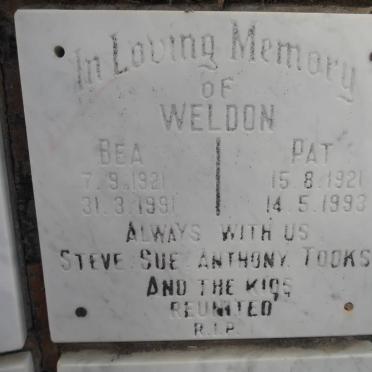 In Loving Memory
OF
WELDON
BEA PAT
7.9.1921 15.8.1921
31.3.1991 14.5.1993
ALWAYS WITH US
STEVE. SUE. ANTHONY. TOOKS
AND THE KIDS
REUNITED
R.I.P.